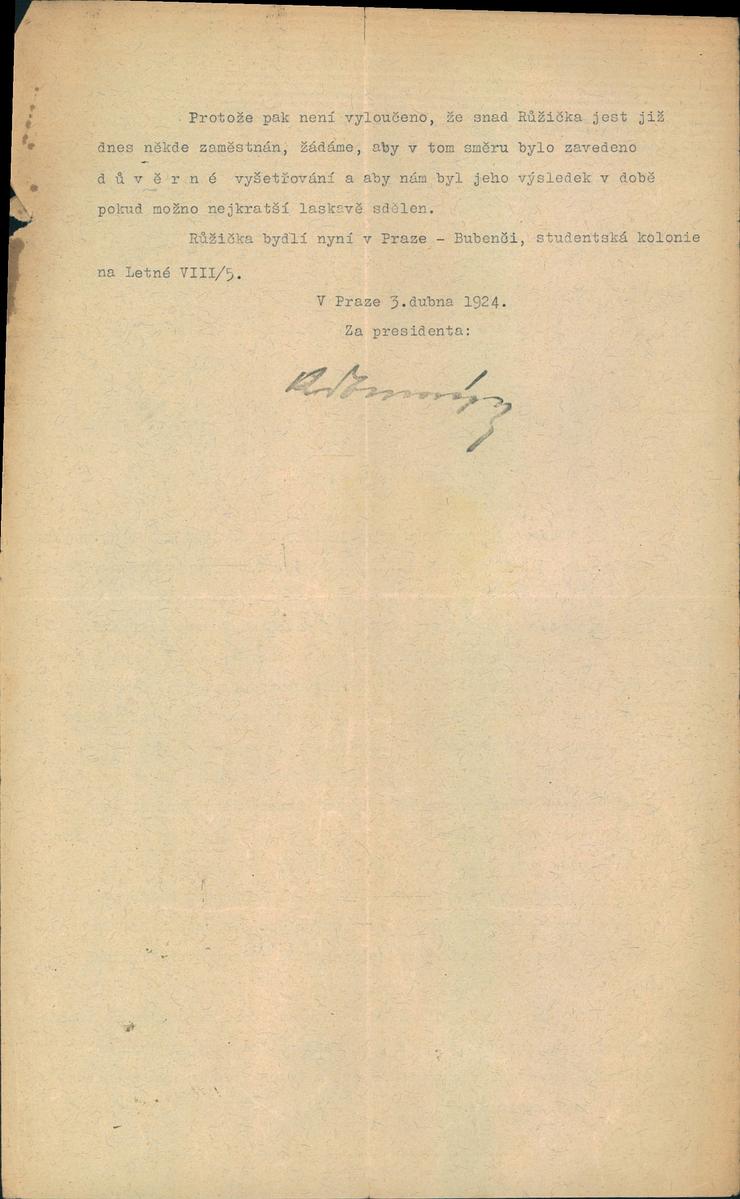 Protože pak není vyloučeno, že snad Růžička jest již
dnes někde zaměstnán, žádáme, aby v tom směru bylo zavedeno
d ů v ě r n é vyšetřování a aby nám byl jeho výsledek v době
pokud možno nejkratší laskavě sdělen.
Růžička bydlí nyní v Praze - Bubenči, studentská kolonie
na Letné VIII/5.
V Praze 3.dubna 1924.
Za presidenta: